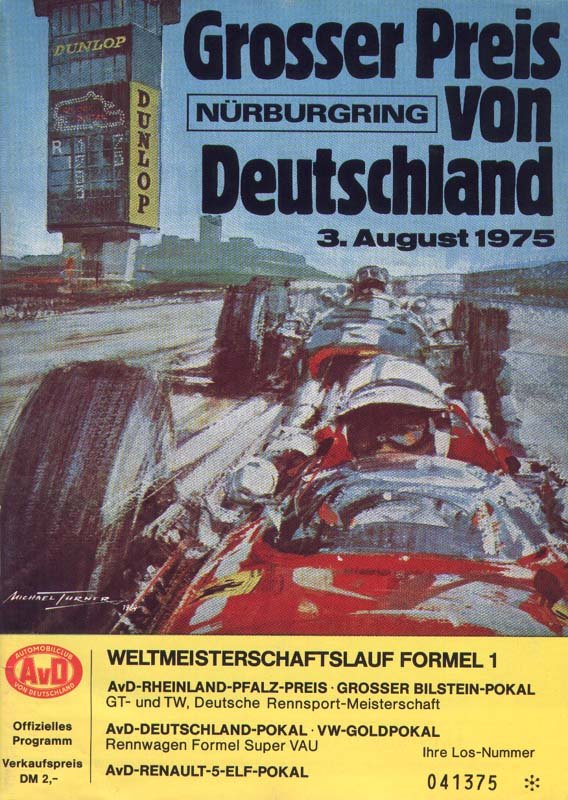 DUNLOP
DUNLOP
R
1
Grosser Preis
NÜRBURGRING
von
Deutschland
3. August 1975
MICHAEL TURNER
AUTOMOBILCLUB
AvD
VON DEUTSCHLAND
Offizielles
Programm
Verkaufspreis
DM 2,-
WELTMEISTERSCHAFTSLAUF FORMEL 1
AvD-RHEINLAND-PFALZ-PREIS · GROSSER BILSTEIN-POKAL
GT- und TW, Deutsche Rennsport-Meisterschaft
AvD-DEUTSCHLAND-POKAL · VW-GOLDPOKAL
Rennwagen Formel Super VAU
AvD-RENAULT-5-ELF-POKAL
Ihre Los-Nummer
041375 ✻